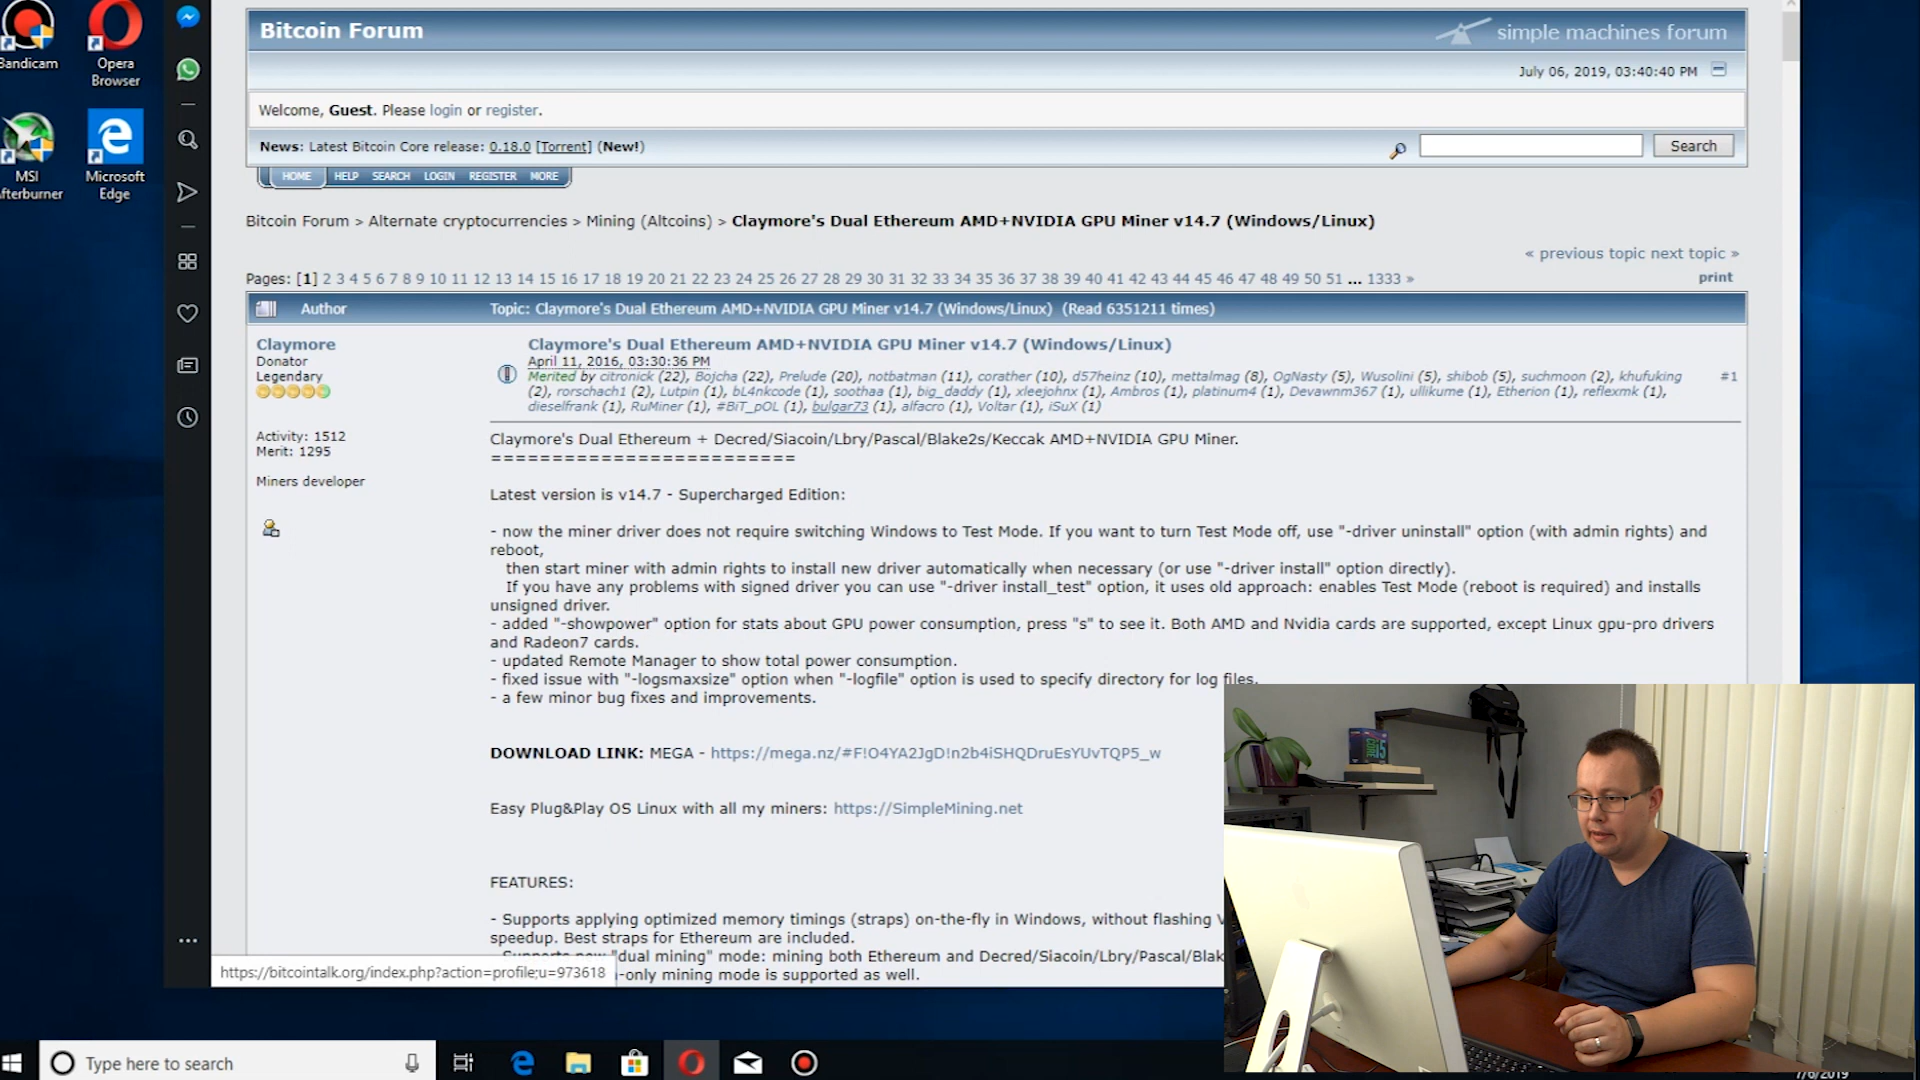 Bandicam
Opera
Browser
MSI
Afterburner
Microsoft
Edge
Bitcoin Forum
simple machines forum
July 06, 2019, 03:40:40 PM
Welcome, Guest. Please login or register.
News: Latest Bitcoin Core release: 0.18.0 [Torrent] (New!)
Search
HOME HELP SEARCH LOGIN REGISTER MORE
Bitcoin Forum > Alternate cryptocurrencies > Mining (Altcoins) > Claymore's Dual Ethereum AMD+NVIDIA GPU Miner v14.7 (Windows/Linux)
« previous topic next topic »
Pages: [1] 2 3 4 5 6 7 8 9 10 11 12 13 14 15 16 17 18 19 20 21 22 23 24 25 26 27 28 29 30 31 32 33 34 35 36 37 38 39 40 41 42 43 44 45 46 47 48 49 50 51 ... 1333 »
print
Author
Topic: Claymore's Dual Ethereum AMD+NVIDIA GPU Miner v14.7 (Windows/Linux) (Read 6351211 times)
Claymore
Donator
Legendary
Activity: 1512
Merit: 1295
Miners developer
Claymore's Dual Ethereum AMD+NVIDIA GPU Miner v14.7 (Windows/Linux)
April 11, 2016, 03:30:36 PM
Merited by citronick (22), Bojcha (22), Prelude (20), notbatman (11), corather (10), d57heinz (10), mettalmag (8), OgNasty (5), Wusolini (5), shibob (5), suchmoon (2), khufuking
#1
(2), rorschach1 (2), Lutpin (1), bL4nkcode (1), soothaa (1), big_daddy (1), xleejohnx (1), Ambros (1), platinum4 (1), Devawnm367 (1), ullikume (1), Etherion (1), reflexmk (1),
dieselfrank (1), RuMiner (1), #BiT_pOL (1), bulgar73 (1), alfacro (1), Voltar (1), iSuX (1)
Claymore's Dual Ethereum + Decred/Siacoin/Lbry/Pascal/Blake2s/Keccak AMD+NVIDIA GPU Miner.
=========================
Latest version is v14.7 - Supercharged Edition:
- now the miner driver does not require switching Windows to Test Mode. If you want to turn Test Mode off, use "-driver uninstall" option (with admin rights) and
reboot,
then start miner with admin rights to install new driver automatically when necessary (or use "-driver install" option directly).
If you have any problems with signed driver you can use "-driver install_test" option, it uses old approach: enables Test Mode (reboot is required) and installs
unsigned driver.
- added "-showpower" option for stats about GPU power consumption, press "s" to see it. Both AMD and Nvidia cards are supported, except Linux gpu-pro drivers
and Radeon7 cards.
- updated Remote Manager to show total power consumption.
- fixed issue with "-logsmaxsize" option when "-logfile" option is used to specify directory for log files.
- a few minor bug fixes and improvements.
DOWNLOAD LINK: MEGA - https://mega.nz/#F!O4YA2JgD!n2b4iSHQDruEsYUvTQP5_w
Easy Plug&Play OS Linux with all my miners: https://SimpleMining.net
FEATURES:
- Supports applying optimized memory timings (straps) on-the-fly in Windows, without flashing V
speedup. Best straps for Ethereum are included.
"dual mining" mode: mining both Ethereum and Decred/Siacoin/Lbry/Pascal/Blak
-only mining mode is supported as well.
https://bitcointalk.org/index.php?action=profile;u=973618
CORE
i5
Type here to search
7/6/2019